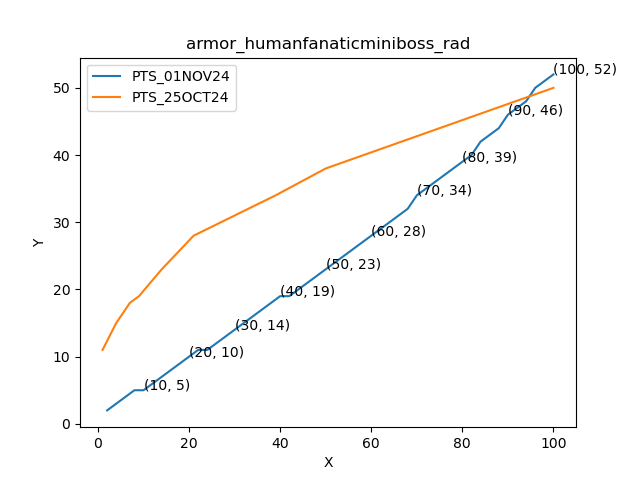 armor_humanfanaticminiboss_rad
PTS_01NOV24
PTS_25OCT24
(100, 52)
(90, 46)
(80, 39)
(70, 34)
(60, 28)
(50, 23)
(40, 19)
(30, 14)
(20, 10)
(10, 5)
50
40
30
20
10
0
Y
0 20 40 60 80 100
X